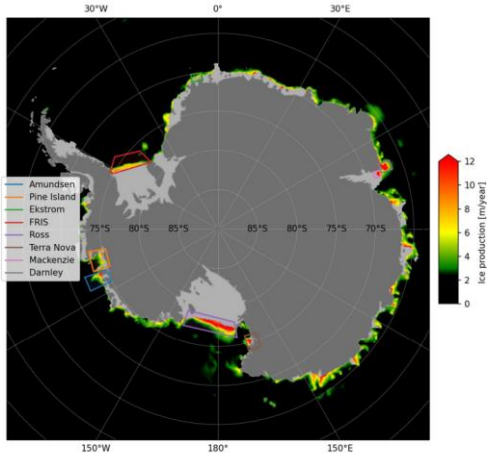 30°W 0° 30°E
Amundsen
Pine Island
Ekstrom
FRIS
Ross
Terra Nova
Mackenzie
Darnley
75°S 80°S 85°S 85°S 80°S 75°S 70°S
12
10
8
6
4
2
0
Ice production [m/year]
150°W 180° 150°E